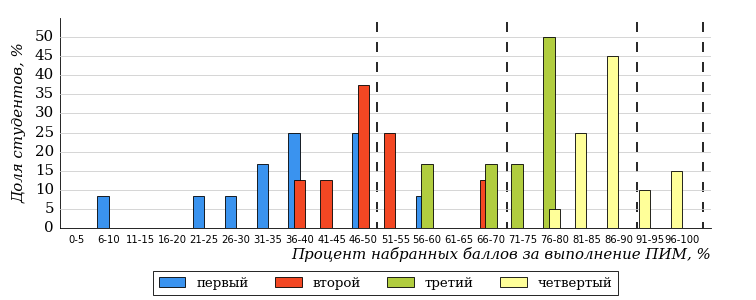 Доля студентов, %
50
45
40
35
30
25
20
15
10
5
0
0-5 6-10 11-15 16-20 21-25 26-30 31-35 36-40 41-45 46-50 51-55 56-60 61-65 66-70 71-75 76-80 81-85 86-90 91-95 96-100
Процент набранных баллов за выполнение ПИМ, %
первый второй третий четвертый